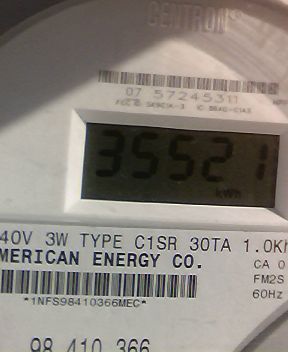 CENTRON
07 57245311
35521
kWh
40V 3W TYPE C1SR 30TA 1.0Kh
MERICAN ENERGY CO.
CA 0
FM2S
60Hz
*1NFS98410366MEC*
98 410 366